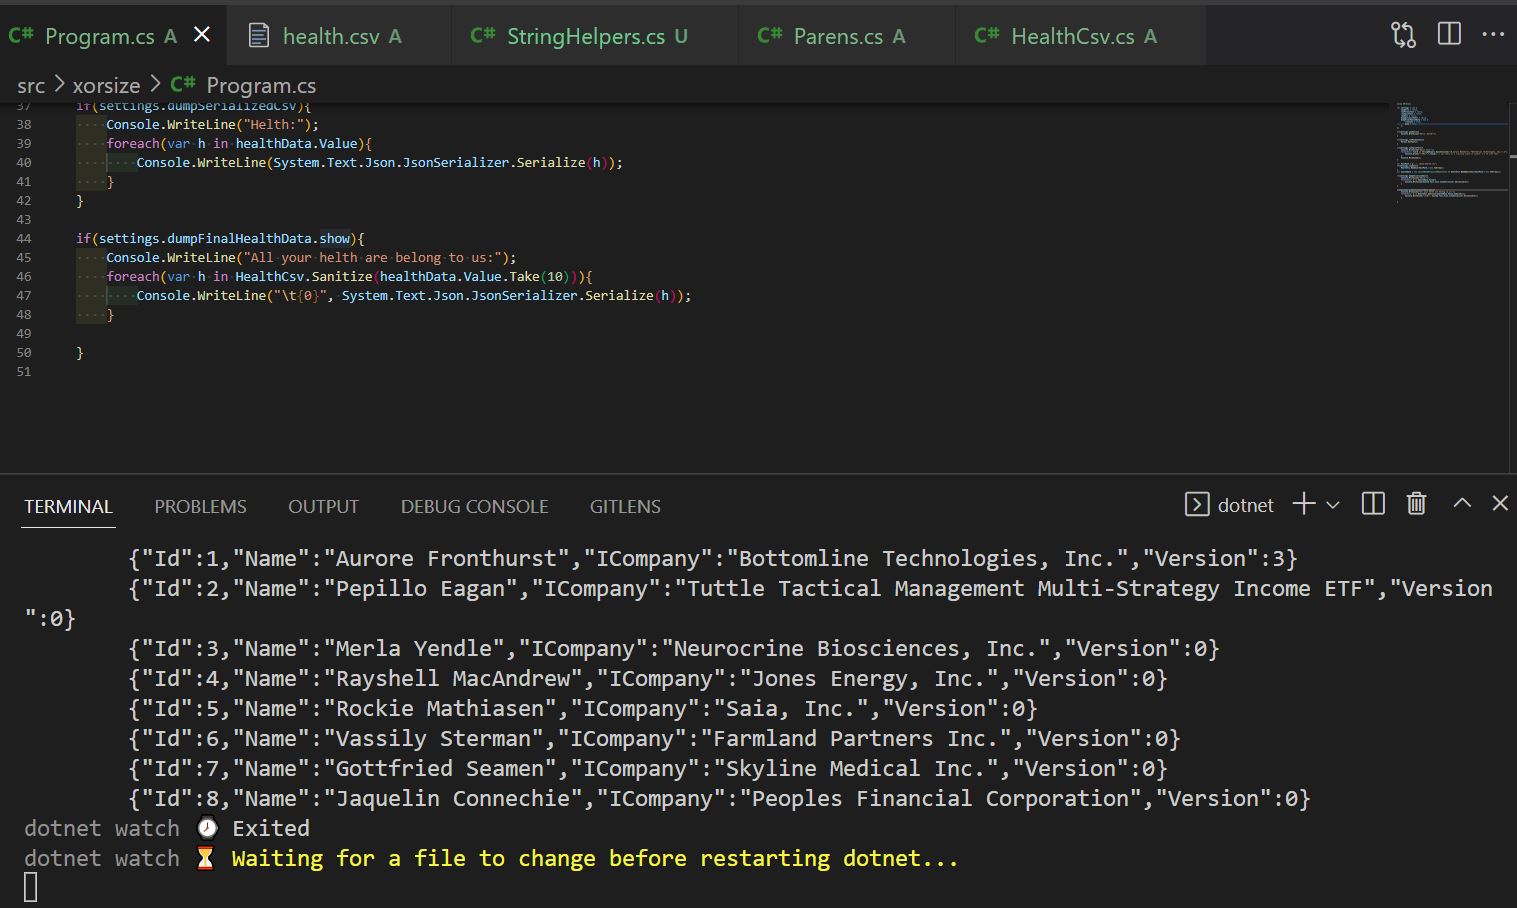 C# Program.cs A × health.csv A C# StringHelpers.cs U C# Parens.cs A C# HealthCsv.cs A
src > xorsize > C# Program.cs
37 if(settings.dumpSerializedCsv){
38 Console.WriteLine("Helth:");
39 foreach(var h in healthData.Value){
40 Console.WriteLine(System.Text.Json.JsonSerializer.Serialize(h));
41 }
42 }
43
44 if(settings.dumpFinalHealthData.show){
45 Console.WriteLine("All your helth are belong to us:");
46 foreach(var h in HealthCsv.Sanitize(healthData.Value.Take(10))){
47 Console.WriteLine("\t{0}", System.Text.Json.JsonSerializer.Serialize(h));
48 }
49
50 }
51
TERMINAL PROBLEMS OUTPUT DEBUG CONSOLE GITLENS dotnet
{"Id":1,"Name":"Aurore Fronthurst","ICompany":"Bottomline Technologies, Inc.","Version":3}
{"Id":2,"Name":"Pepillo Eagan","ICompany":"Tuttle Tactical Management Multi-Strategy Income ETF","Version
":0}
{"Id":3,"Name":"Merla Yendle","ICompany":"Neurocrine Biosciences, Inc.","Version":0}
{"Id":4,"Name":"Rayshell MacAndrew","ICompany":"Jones Energy, Inc.","Version":0}
{"Id":5,"Name":"Rockie Mathiasen","ICompany":"Saia, Inc.","Version":0}
{"Id":6,"Name":"Vassily Sterman","ICompany":"Farmland Partners Inc.","Version":0}
{"Id":7,"Name":"Gottfried Seamen","ICompany":"Skyline Medical Inc.","Version":0}
{"Id":8,"Name":"Jaquelin Connechie","ICompany":"Peoples Financial Corporation","Version":0}
dotnet watch ⌚ Exited
dotnet watch ⏳ Waiting for a file to change before restarting dotnet...